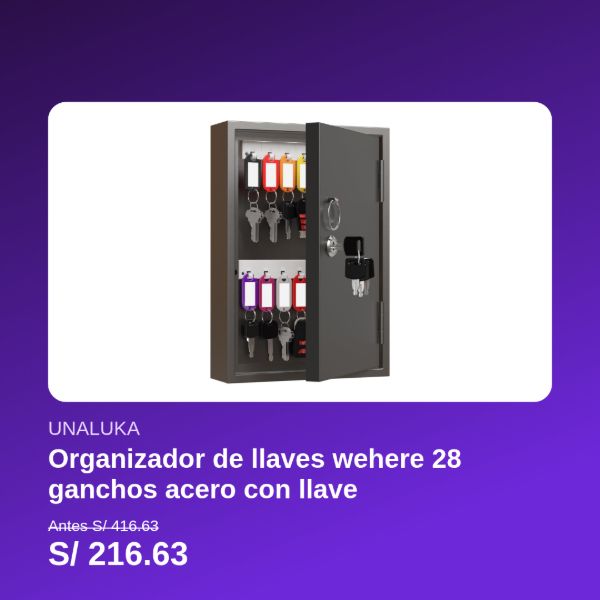 UNALUKA
Organizador de llaves wehere 28
ganchos acero con llave
Antes S/ 416.63
S/ 216.63